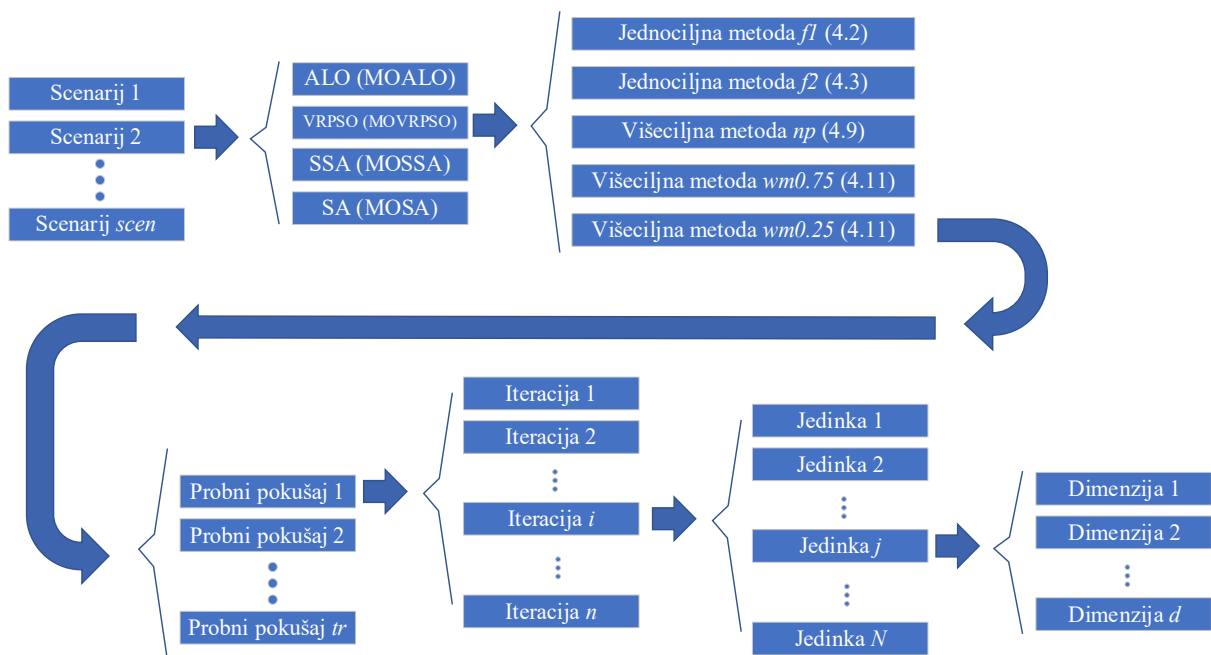 Scenarij 1
Scenarij 2
Scenarij scen
ALO (MOALO)
VRPSO (MOVRPSO)
SSA (MOSSA)
SA (MOSA)
Jednociljna metoda f1 (4.2)
Jednociljna metoda f2 (4.3)
Višeciljna metoda np (4.9)
Višeciljna metoda wm0.75 (4.11)
Višeciljna metoda wm0.25 (4.11)
Probni pokušaj 1
Probni pokušaj 2
Probni pokušaj tr
Iteracija 1
Iteracija 2
Iteracija i
Iteracija n
Jedinka 1
Jedinka 2
Jedinka j
Jedinka N
Dimenzija 1
Dimenzija 2
Dimenzija d